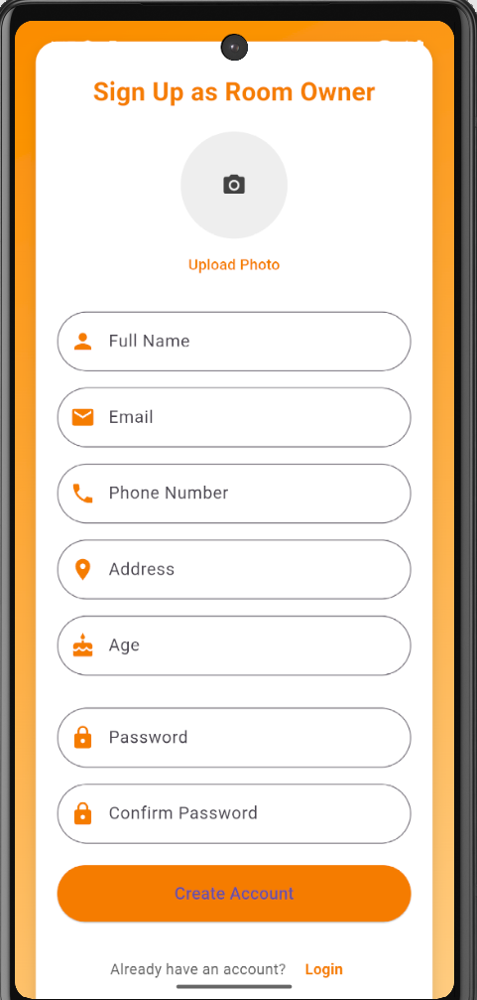 Sign Up as Room Owner
Upload Photo
Full Name
Email
Phone Number
Address
Age
Password
Confirm Password
Create Account
Already have an account? Login